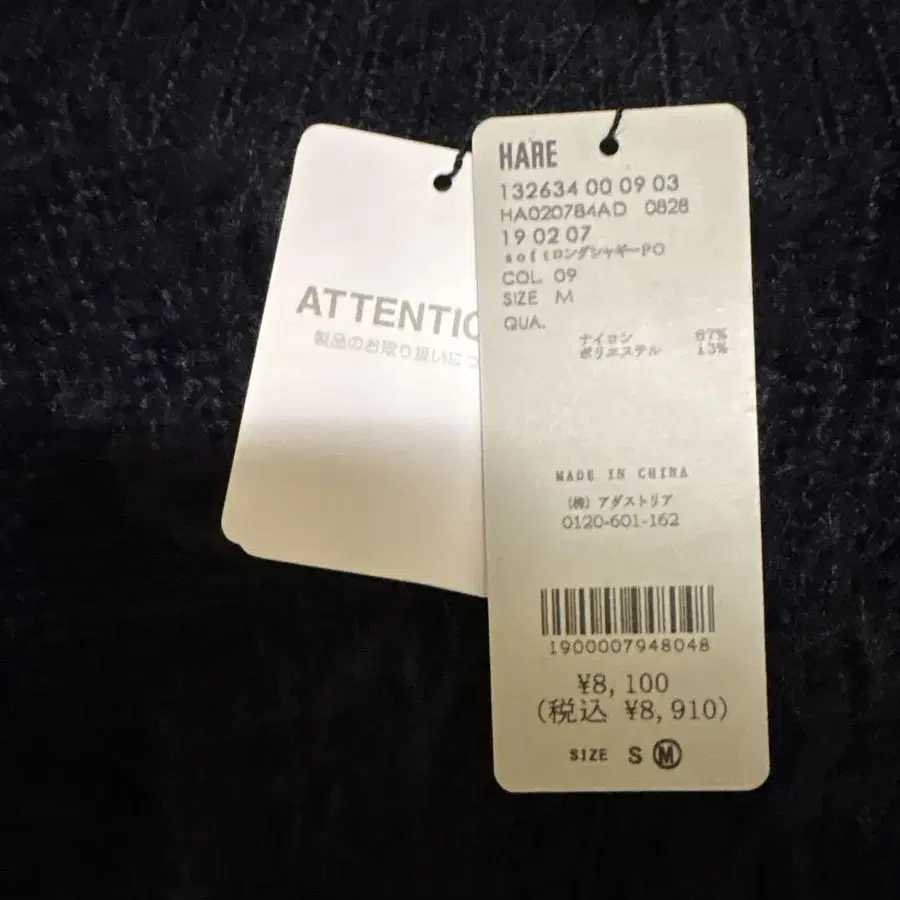 ATTENTIO
製品のお取り扱いにつ
HARE
132634 00 09 03
HA020784AD 0828
19 02 07
softロングシャギーPO
COL. 09
SIZE M
QUA.
ナイロン 87%
ポリエステル 13%
MADE IN CHINA
(株) アダストリア
0120-601-162
1900007948048
¥8,100
(税込 ¥8,910)
SIZE S M